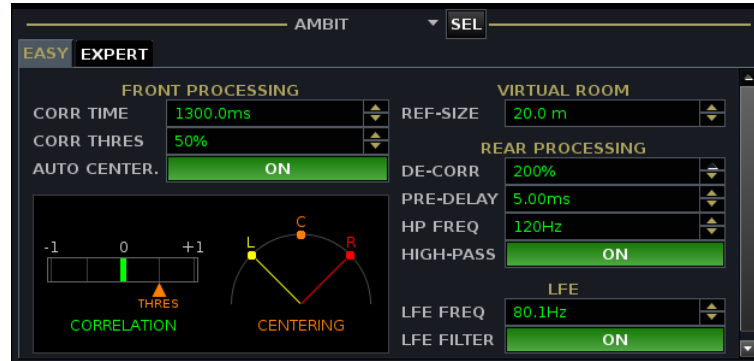 AMBIT
SEL
EASY EXPERT
FRONT PROCESSING
CORR TIME 1300.0ms
CORR THRES 50%
AUTO CENTER. ON
-1 0 +1
THRES
CORRELATION
L C R
CENTERING
VIRTUAL ROOM
REF-SIZE 20.0 m
REAR PROCESSING
DE-CORR 200%
PRE-DELAY 5.00ms
HP FREQ 120Hz
HIGH-PASS ON
LFE
LFE FREQ 80.1Hz
LFE FILTER ON